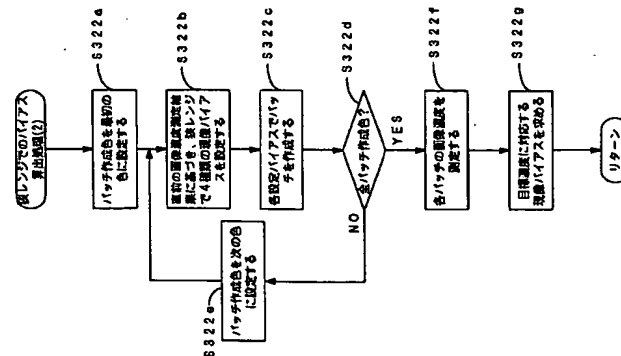 狭レンジでのバイアス
算出処理(2)
S322a
パッチ作成色を最初の
色に設定する
S322b
直前の画像濃度測定結
果に基づき、狭レンジ
で4種類の現像バイア
スを設定する
S322c
各設定バイアスでパッ
チを作成する
S322d
全パッチ作成色?
NO
YES
S322e
パッチ作成色を次の色
に設定する
S322f
各パッチの画像濃度を
測定する
S322g
目標濃度に対応する
現像バイアスを求める
リターン